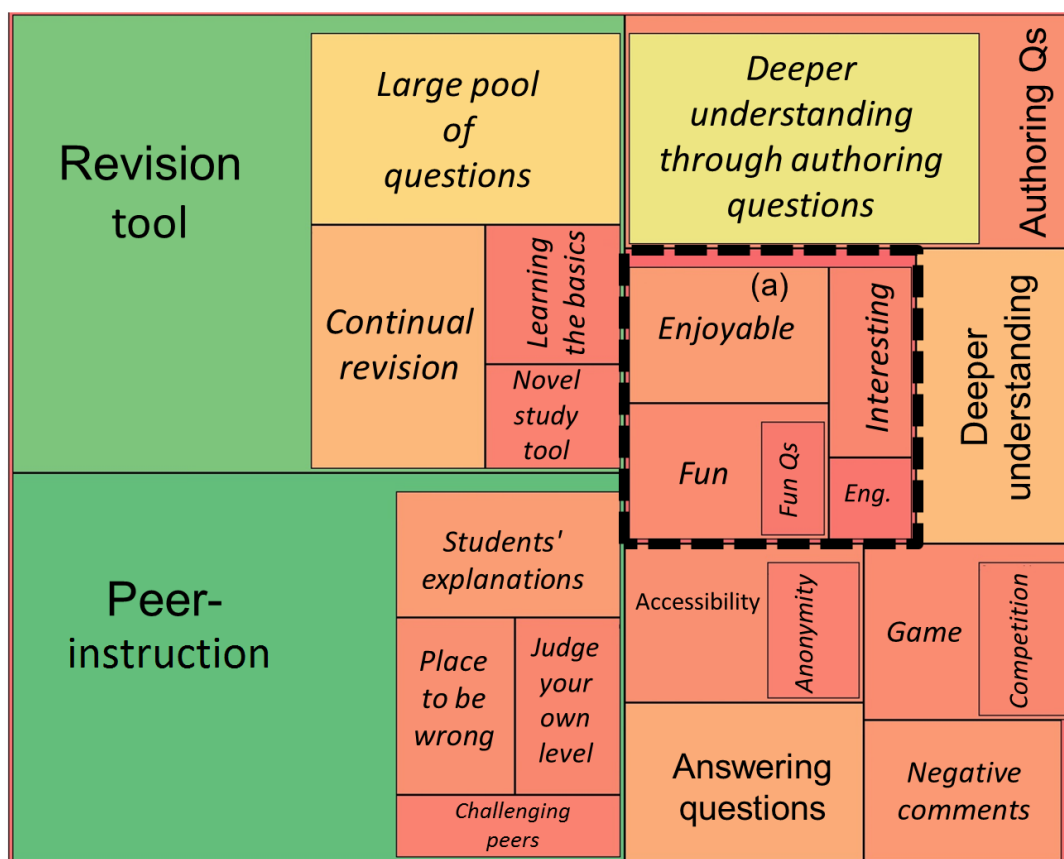 Revision
tool
Large pool
of
questions
Continual
revision
Learning
the basics
Novel
study
tool
Deeper
understanding
through authoring
questions
Authoring Qs
(a)
Enjoyable
Interesting
Fun
Fun Qs
Eng.
Deeper
understanding
Peer-
instruction
Students'
explanations
Place
to be
wrong
Judge
your
own
level
Challenging
peers
Accessibility
Anonymity
Game
Competition
Answering
questions
Negative
comments